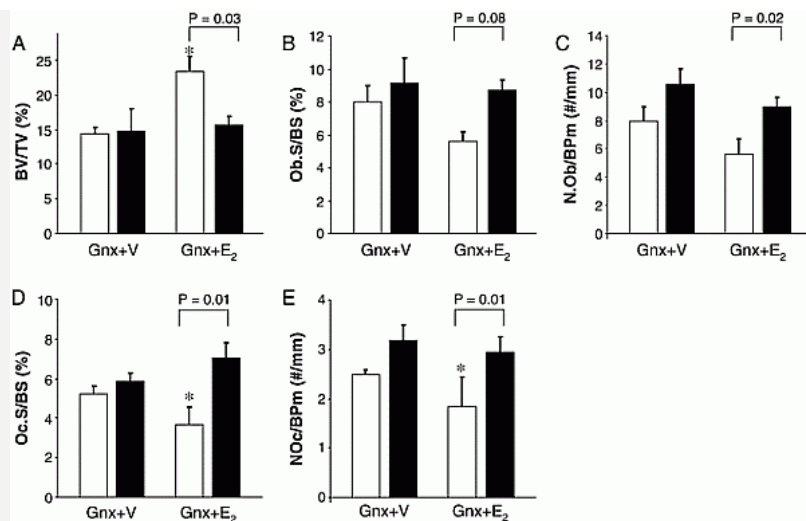 A
P = 0.03
*
BV/TV (%)
25
20
15
10
5
0
Gnx+V
Gnx+E₂
B
P = 0.08
Ob.S/BS (%)
12
10
8
6
4
2
0
Gnx+V
Gnx+E₂
C
P = 0.02
N.Ob/BPm (#/mm)
14
12
10
8
6
4
2
0
Gnx+V
Gnx+E₂
D
P = 0.01
*
Oc.S/BS (%)
10
8
6
4
2
0
Gnx+V
Gnx+E₂
E
P = 0.01
*
NOc/BPm (#/mm)
4
3
2
1
0
Gnx+V
Gnx+E₂